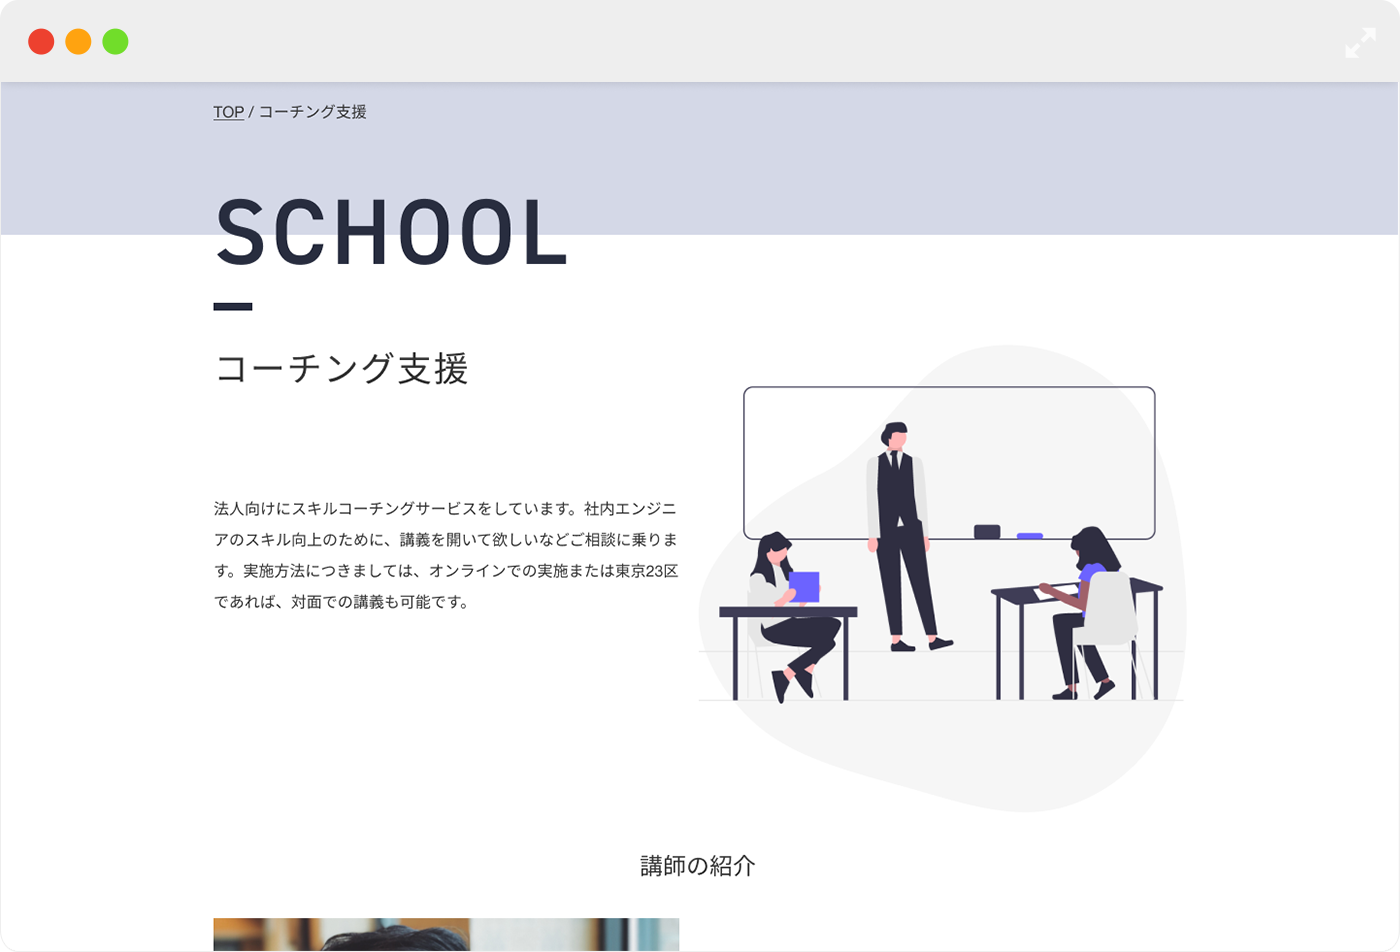 TOP / コーチング支援
SCHOOL
コーチング支援
法人向けにスキルコーチングサービスをしています。社内エンジニ
アのスキル向上のために、講義を開いて欲しいなどご相談に乗りま
す。実施方法につきましては、オンラインでの実施または東京23区
であれば、対面での講義も可能です。
講師の紹介